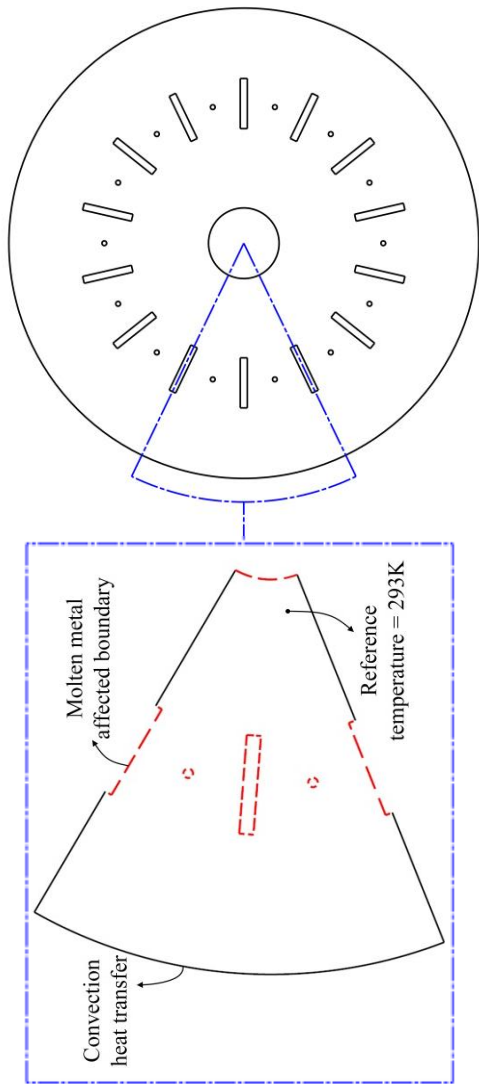 Molten metal
affected boundary
Reference
temperature = 293K
Convection
heat transfer